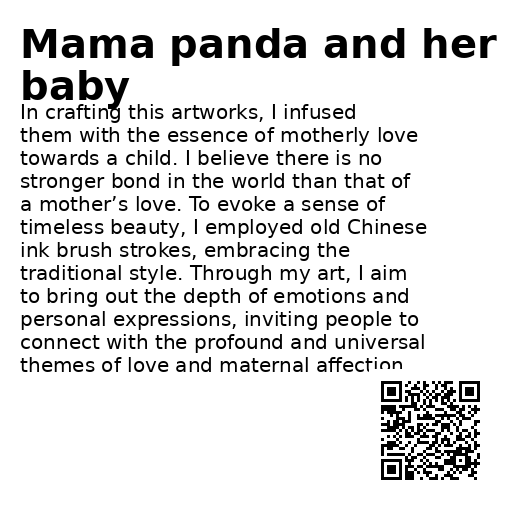 Mama panda and her
baby
In crafting this artworks, I infused
them with the essence of motherly love
towards a child. I believe there is no
stronger bond in the world than that of
a mother’s love. To evoke a sense of
timeless beauty, I employed old Chinese
ink brush strokes, embracing the
traditional style. Through my art, I aim
to bring out the depth of emotions and
personal expressions, inviting people to
connect with the profound and universal
themes of love and maternal affection